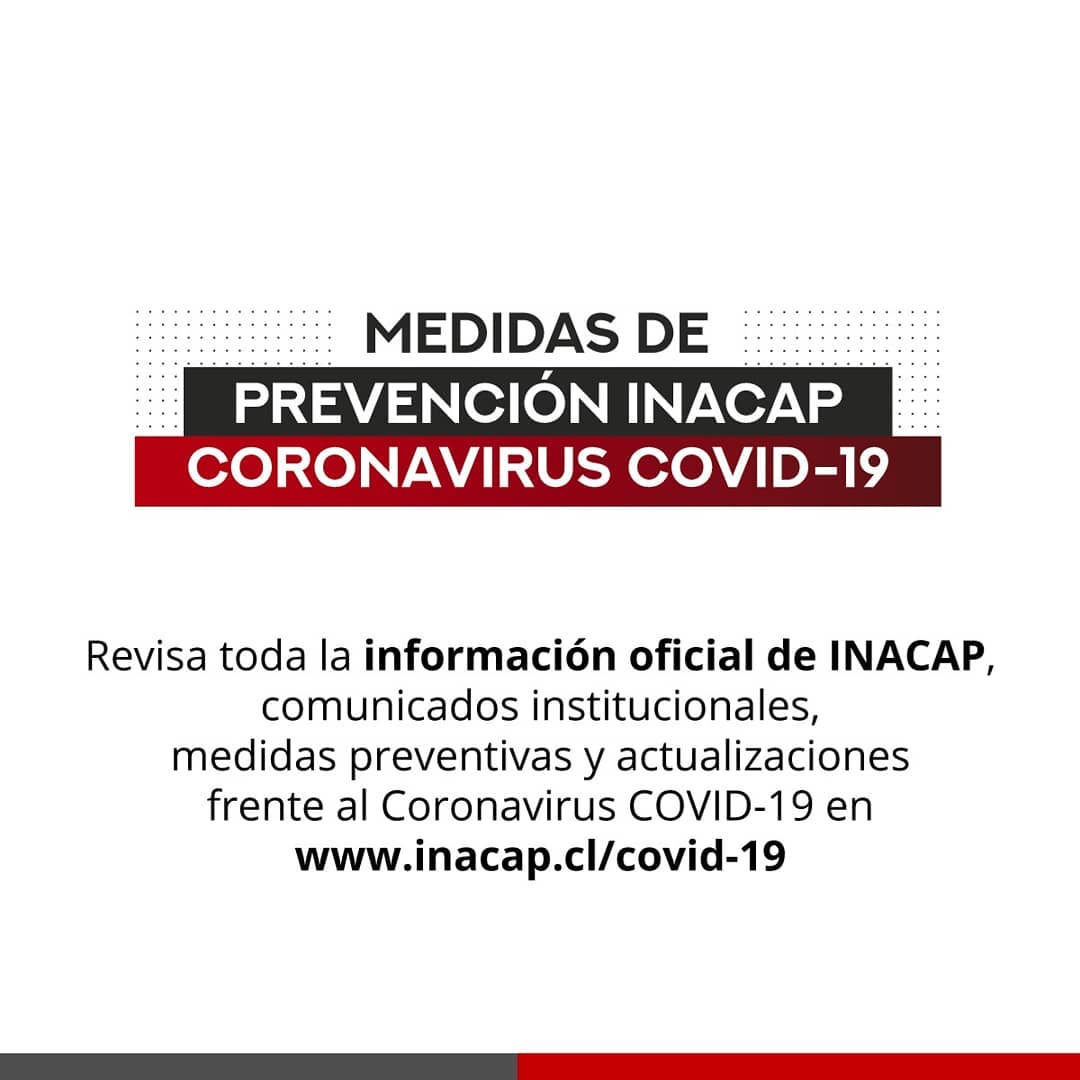 MEDIDAS DE
PREVENCIÓN INACAP
CORONAVIRUS COVID-19
Revisa toda la información oficial de INACAP,
comunicados institucionales,
medidas preventivas y actualizaciones
frente al Coronavirus COVID-19 en
www.inacap.cl/covid-19